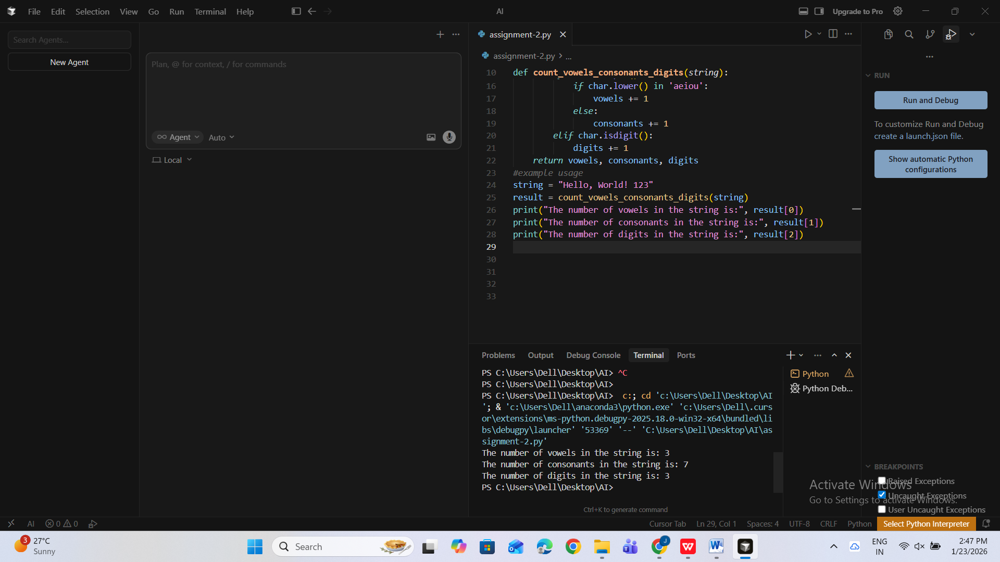 File Edit Selection View Go Run Terminal Help
AI
Upgrade to Pro
Search Agents...
New Agent
Plan, @ for context, / for commands
Agent Auto
Local
assignment-2.py
assignment-2.py > ...
10 def count_vowels_consonants_digits(string):
16 if char.lower() in 'aeiou':
17 vowels += 1
18 else:
19 consonants += 1
20 elif char.isdigit():
21 digits += 1
22 return vowels, consonants, digits
23 #example usage
24 string = "Hello, World! 123"
25 result = count_vowels_consonants_digits(string)
26 print("The number of vowels in the string is:", result[0])
27 print("The number of consonants in the string is:", result[1])
28 print("The number of digits in the string is:", result[2])
29
30
31
32
33
Problems Output Debug Console Terminal Ports
PS C:\Users\Dell\Desktop\AI> ^C
PS C:\Users\Dell\Desktop\AI>
PS C:\Users\Dell\Desktop\AI>  c:; cd 'c:\Users\Dell\Desktop\AI
'; & 'c:\Users\Dell\anaconda3\python.exe' 'c:\Users\Dell\.curs
or\extensions\ms-python.debugpy-2025.18.0-win32-x64\bundled\li
bs\debugpy\launcher' '53369' '--' 'C:\Users\Dell\Desktop\AI\as
signment-2.py'
The number of vowels in the string is: 3
The number of consonants in the string is: 7
The number of digits in the string is: 3
PS C:\Users\Dell\Desktop\AI>
Ctrl+K to generate command
Python
Python Deb...
RUN
Run and Debug
To customize Run and Debug
create a launch.json file.
Show automatic Python
configurations
BREAKPOINTS
Raised Exceptions
Uncaught Exceptions
User Uncaught Exceptions
Activate Windows
Go to Settings to activate Windows.
AI 0 0
Cursor Tab Ln 29, Col 1 Spaces: 4 UTF-8 CRLF Python Select Python Interpreter
3
27°C
Sunny
Search
J
ENG
IN
2:47 PM
1/23/2026